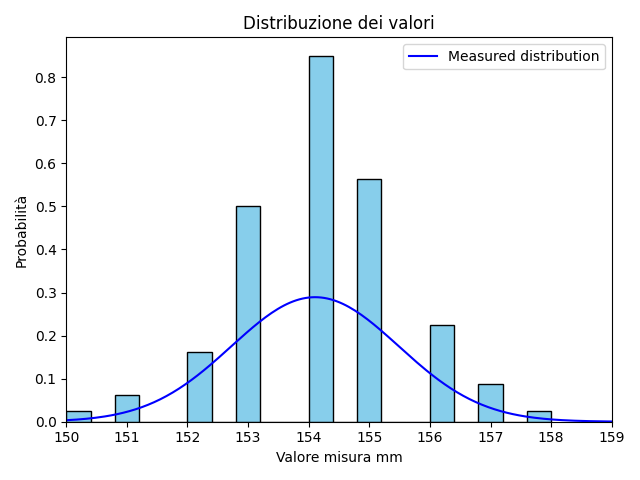 Distribuzione dei valori
Measured distribution
Probabilità
0.8
0.7
0.6
0.5
0.4
0.3
0.2
0.1
0.0
150 151 152 153 154 155 156 157 158 159
Valore misura mm